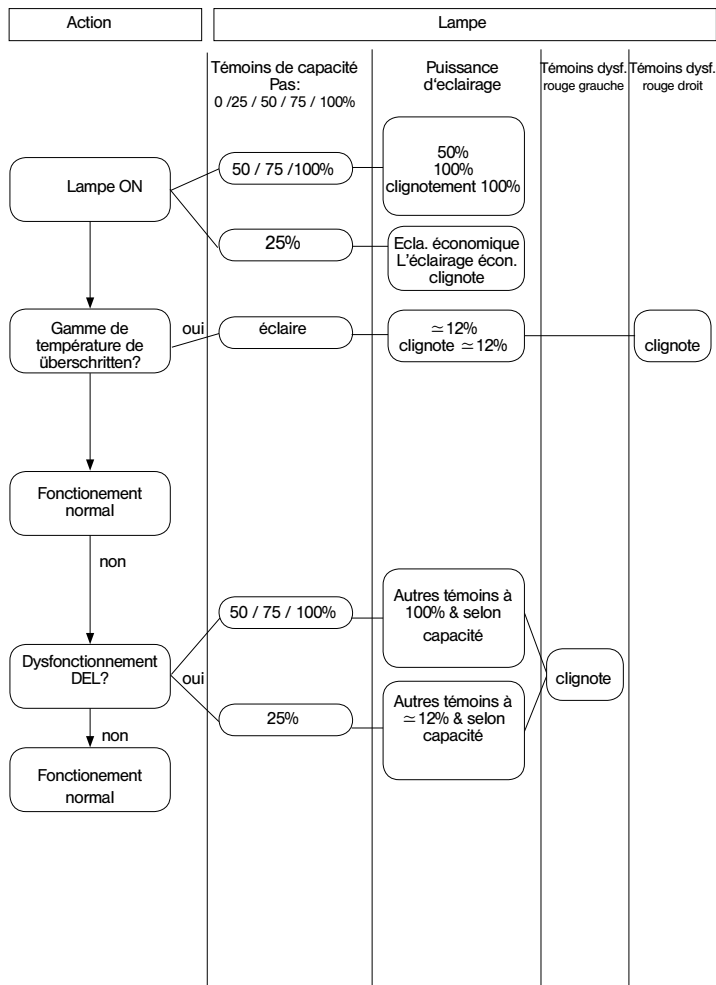 Action
Lampe
Témoins de capacité
Pas:
0 /25 / 50 / 75 / 100%
Puissance
d‘eclairage
Témoins dysf.
rouge grauche
Témoins dysf.
rouge droit
Lampe ON
50 / 75 /100%
50%
100%
clignotement 100%
25%
Ecla. économique
L’éclairage écon.
clignote
Gamme de
température de
überschritten?
oui
éclaire
≃ 12%
clignote ≃ 12%
clignote
Fonctionement
normal
non
50 / 75 / 100%
Autres témoins à
100% & selon
capacité
Dysfonctionnement
DEL?
oui
clignote
25%
Autres témoins à
≃ 12% & selon
capacité
non
Fonctionement
normal